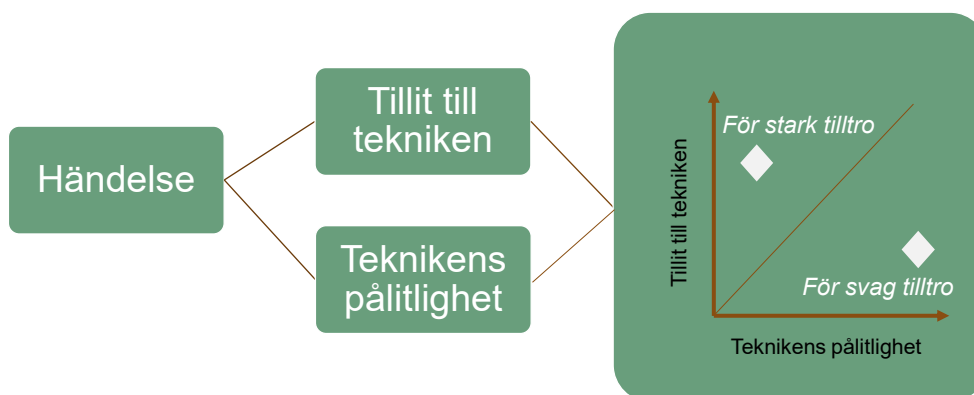 Händelse
Tillit till
tekniken
Teknikens
pålitlighet
För stark tilltro
Tillit till tekniken
För svag tilltro
Teknikens pålitlighet